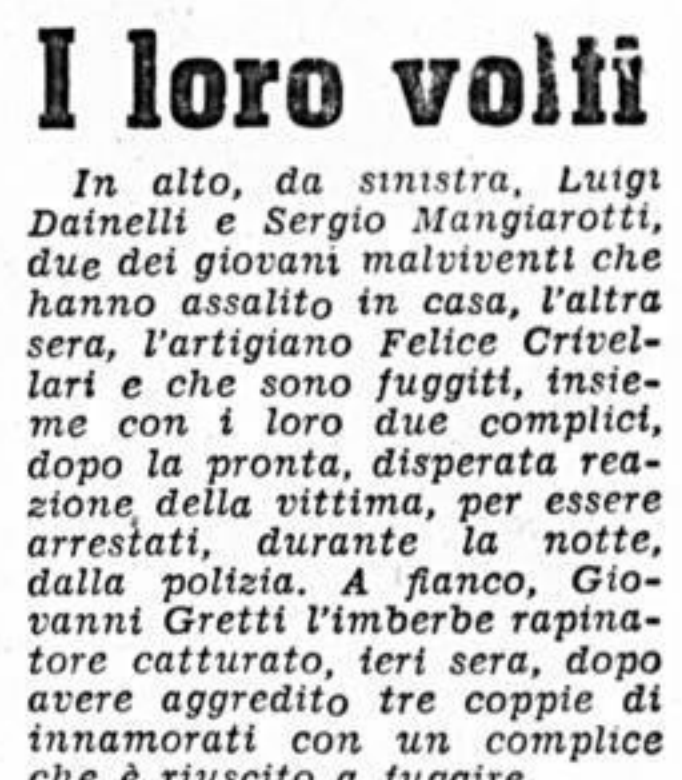 I loro volti
In alto, da sinistra, Luigi
Dainelli e Sergio Mangiarotti,
due dei giovani malviventi che
hanno assalito in casa, l'altra
sera, l'artigiano Felice Crivel-
lari e che sono fuggiti, insie-
me con i loro due complici,
dopo la pronta, disperata rea-
zione della vittima, per essere
arrestati, durante la notte,
dalla polizia. A fianco, Gio-
vanni Gretti l'imberbe rapina-
tore catturato, ieri sera, dopo
avere aggredito tre coppie di
innamorati con un complice
che è riuscito a fuggire